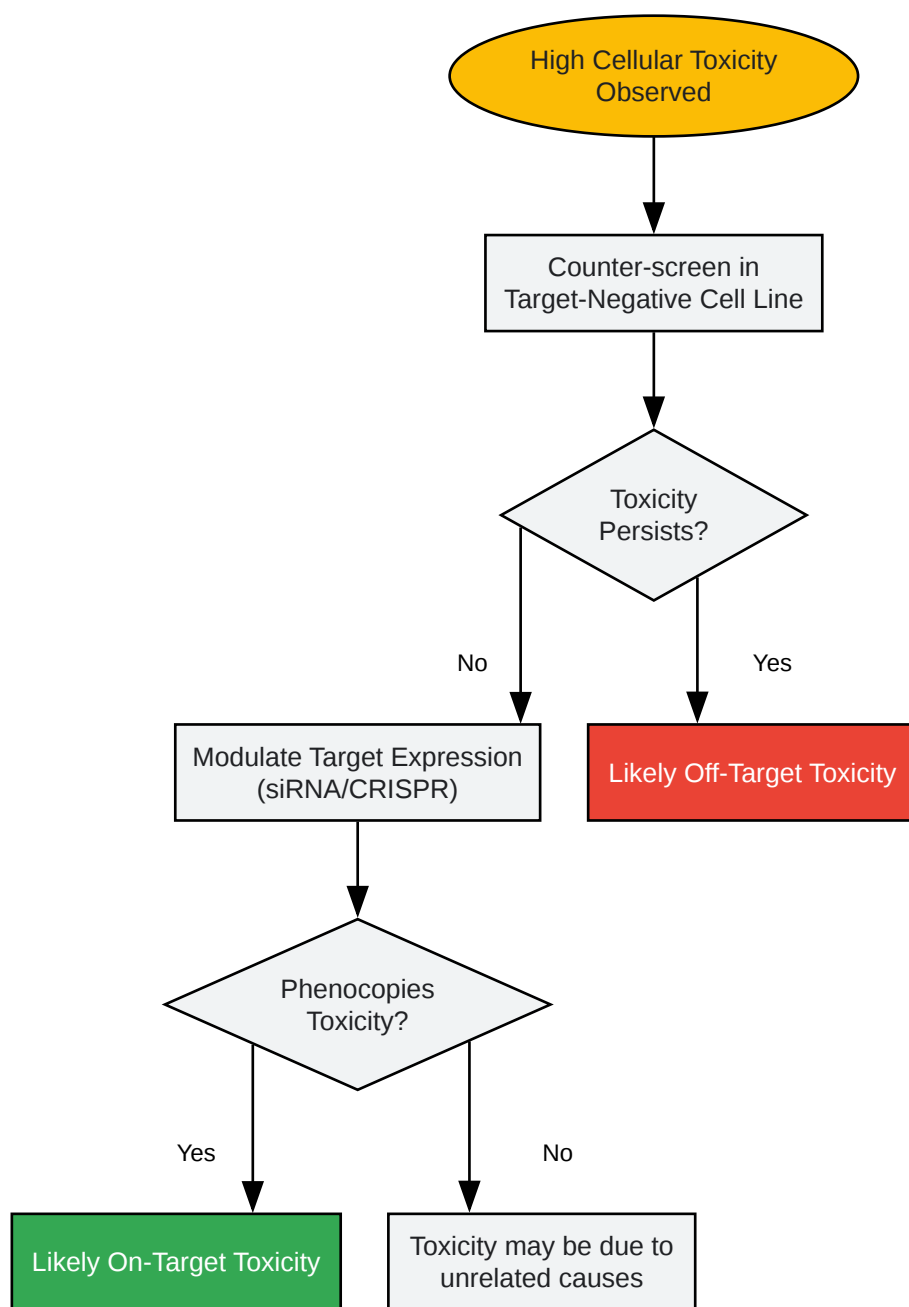 High Cellular Toxicity
Observed
Counter-screen in
Target-Negative Cell Line
Toxicity
Persists?
No
Yes
Modulate Target Expression
(siRNA/CRISPR)
Likely Off-Target Toxicity
Phenocopies
Toxicity?
Yes
No
Likely On-Target Toxicity
Toxicity may be due to
unrelated causes